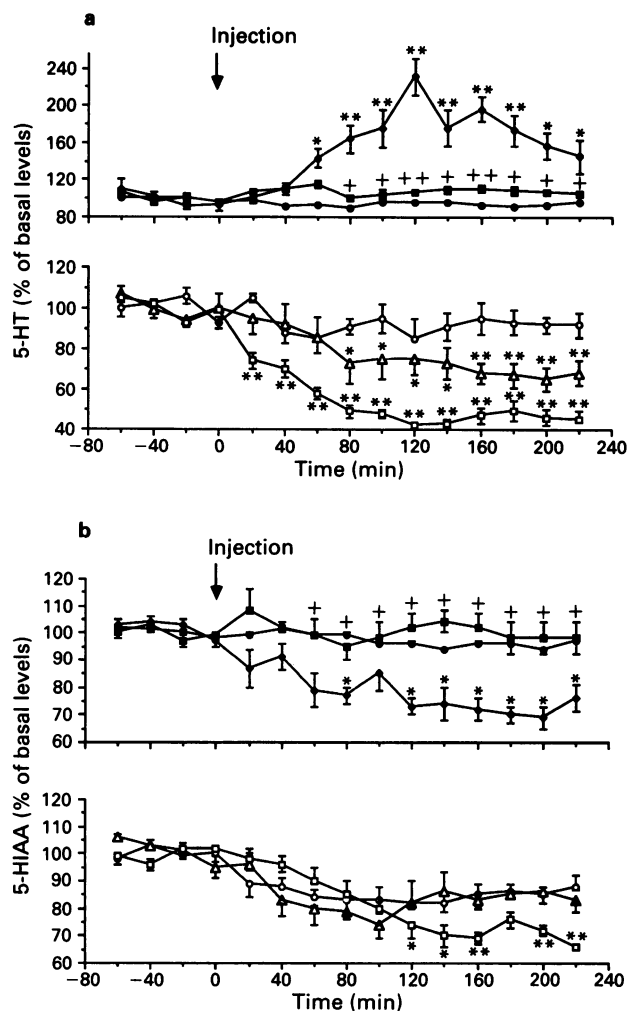 a
Injection
240
200
160
120
80
* ** ** ** ** ** ** * *
+ + ++ + ++ + + +
120
100
80
60
40
* * * * ** ** ** **
** ** ** ** ** ** ** ** ** ** **
5-HT (% of basal levels)
−80 −40 0 40 80 120 160 200 240
Time (min)
b
Injection
120
110
100
90
80
70
60
+ + + + + + + + +
* * * * * * *
120
110
100
90
80
70
60
* * ** ** **
5-HIAA (% of basal levels)
−80 −40 0 40 80 120 160 200 240
Time (min)